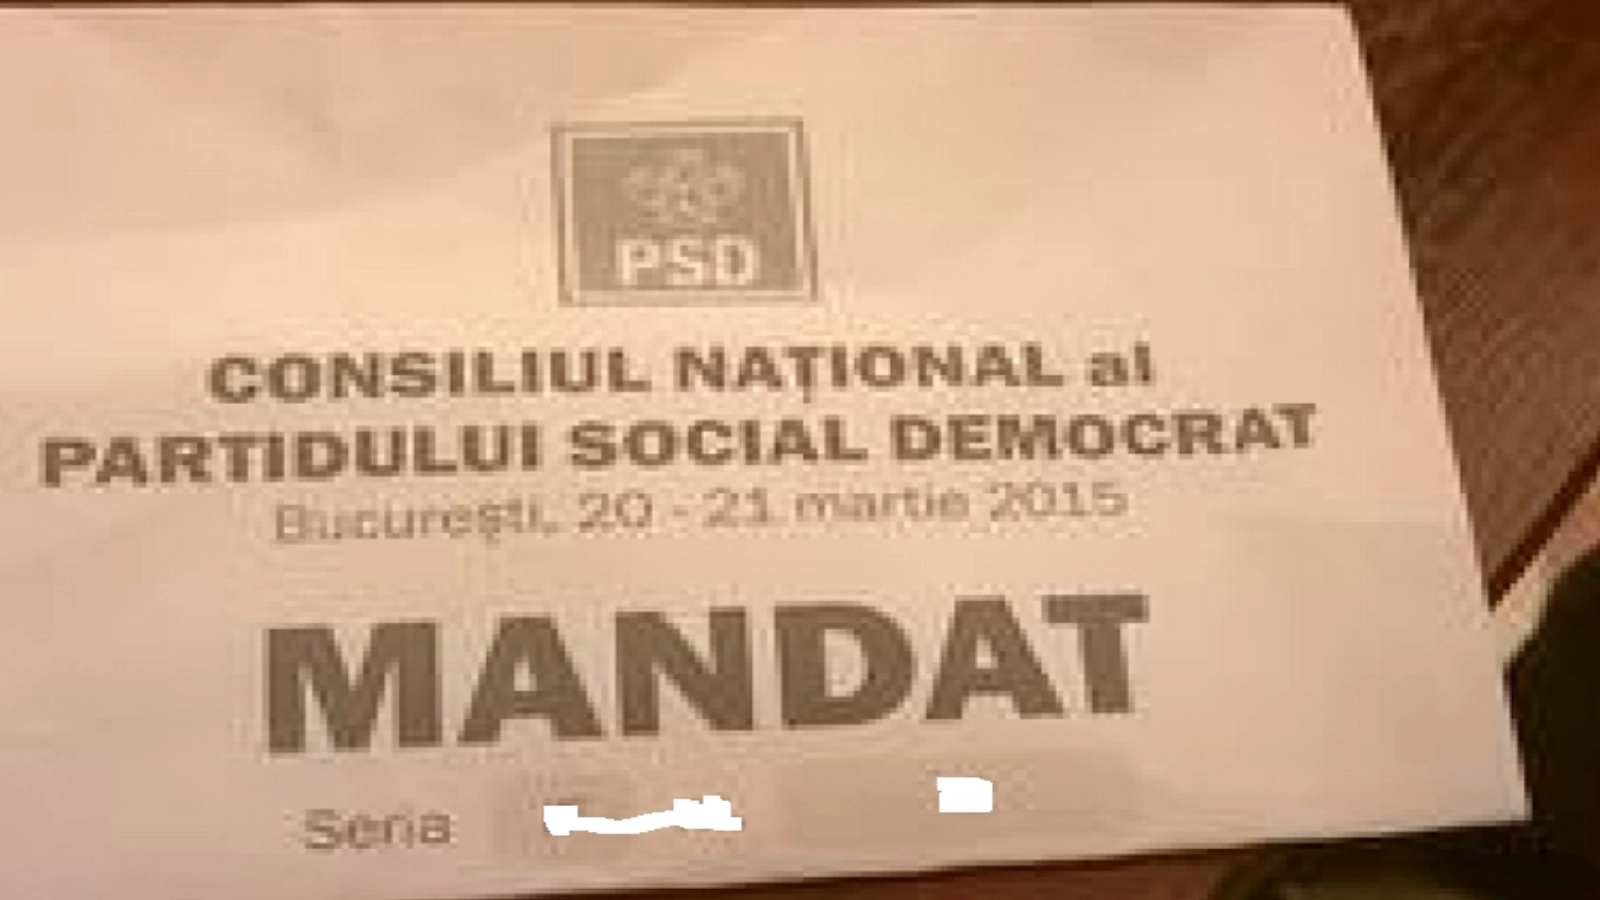 PSD
CONSILIUL NAȚIONAL al
PARTIDULUI SOCIAL DEMOCRAT
București, 20 - 21 martie 2015
MANDAT
Seria